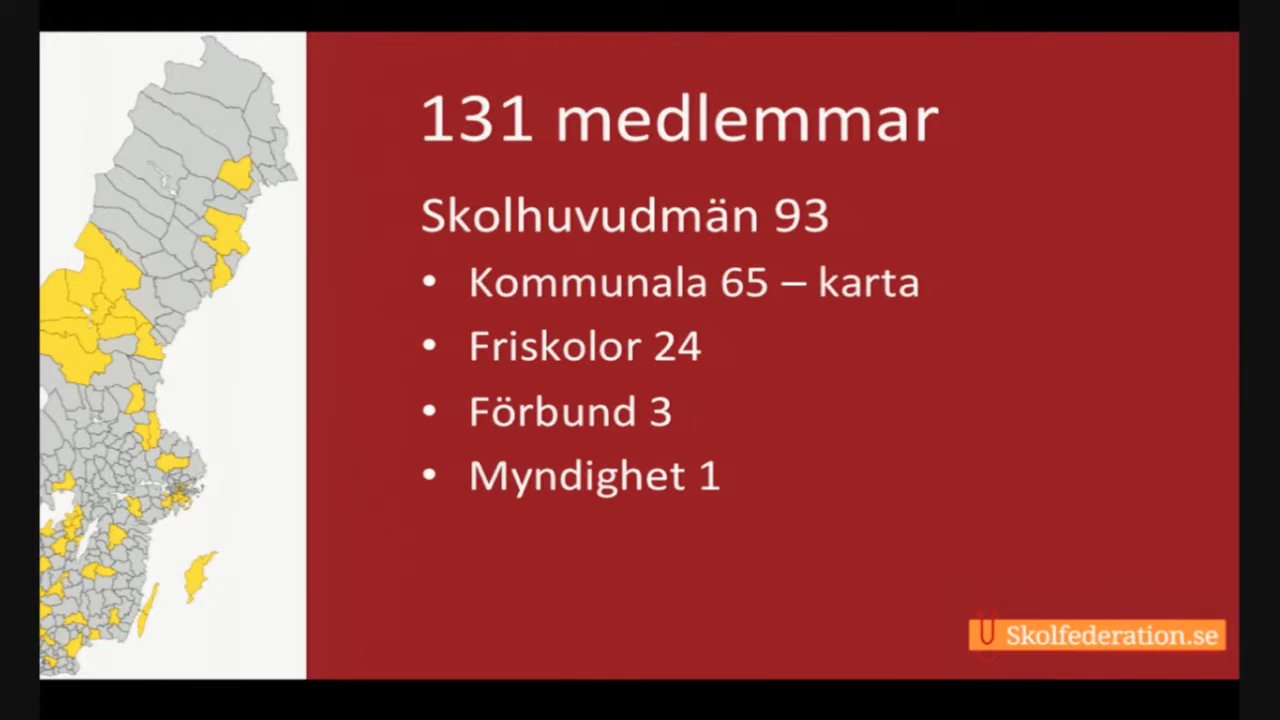 131 medlemmar
Skolhuvudmän 93
• Kommunala 65 – karta
• Friskolor 24
• Förbund 3
• Myndighet 1
Skolfederation.se